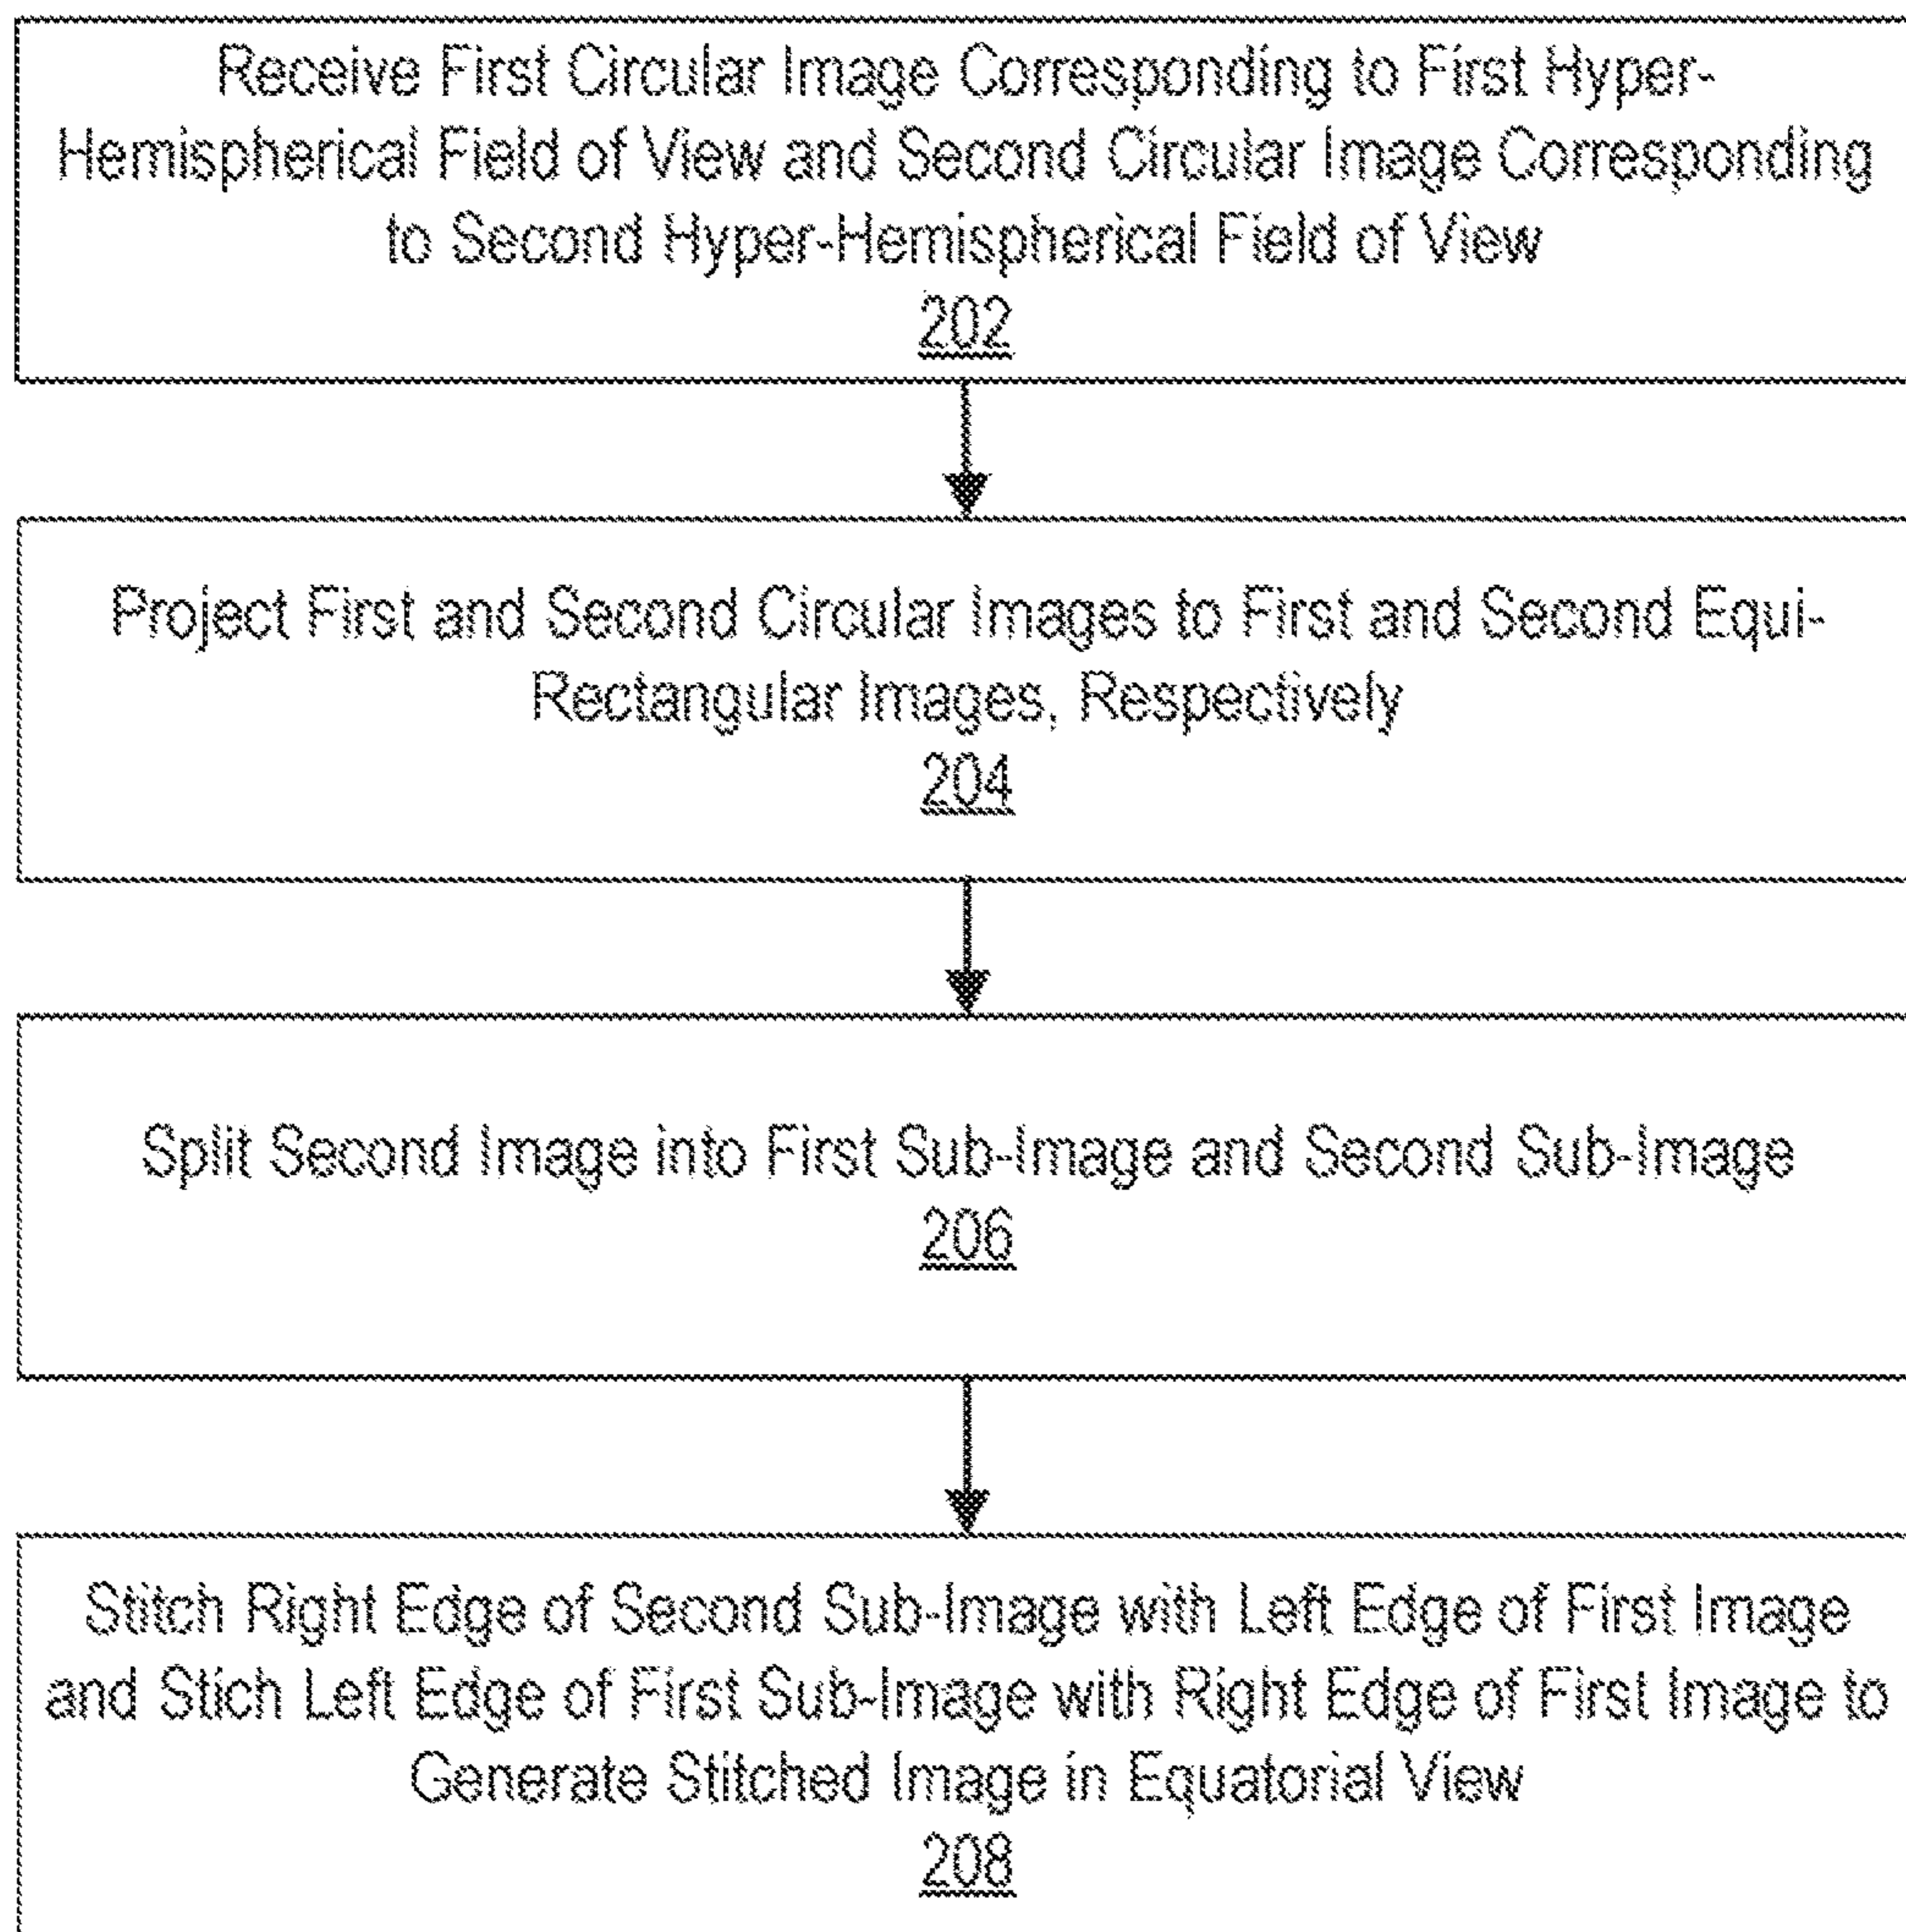 Receive First Circular Image Corresponding to First Hyper-
Hemispherical Field of View and Second Circular Image Corresponding
to Second Hyper-Hemispherical Field of View
202
Project First and Second Circular Images to First and Second Equi-
Rectangular Images, Respectively
204
Split Second Image into First Sub-Image and Second Sub-Image
206
Stitch Right Edge of Second Sub-Image with Left Edge of First Image
and Stich Left Edge of First Sub-Image with Right Edge of First Image to
Generate Stitched Image in Equatorial View
208